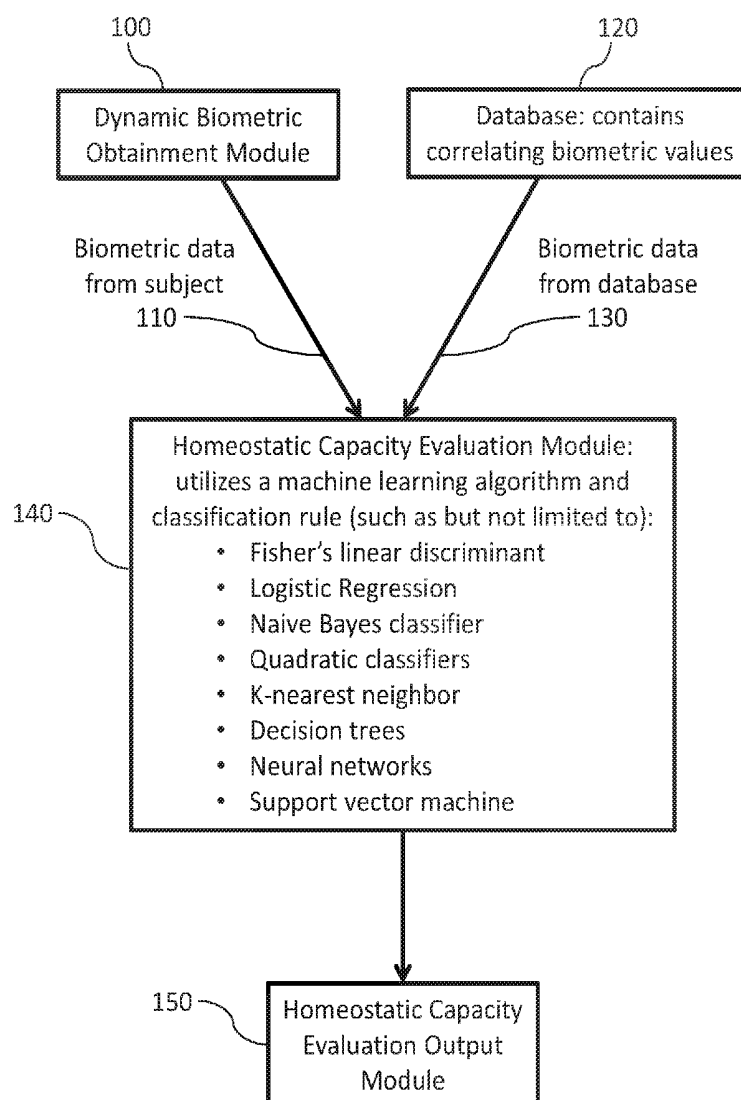 100
120
Dynamic Biometric
Obtainment Module
Database: contains
correlating biometric values
Biometric data
from subject
110
Biometric data
from database
130
140
Homeostatic Capacity Evaluation Module:
utilizes a machine learning algorithm and
classification rule (such as but not limited to):
• Fisher's linear discriminant
• Logistic Regression
• Naive Bayes classifier
• Quadratic classifiers
• K-nearest neighbor
• Decision trees
• Neural networks
• Support vector machine
150
Homeostatic Capacity
Evaluation Output
Module